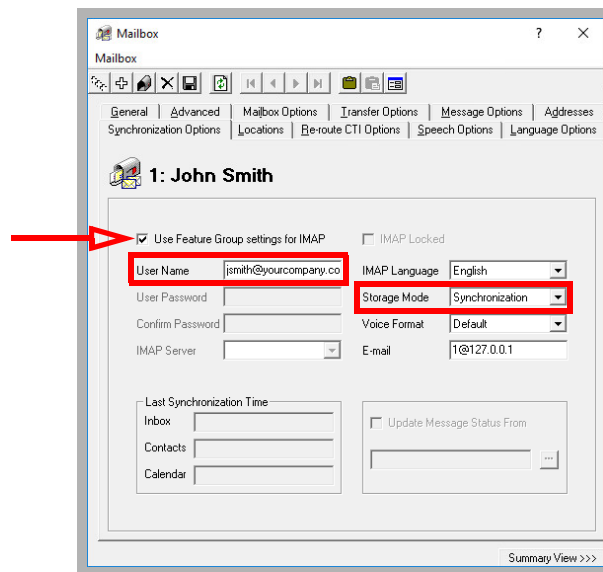 Mailbox ? ×
Mailbox
General Advanced Mailbox Options Transfer Options Message Options Addresses
Synchronization Options Locations Re-route CTI Options Speech Options Language Options
1: John Smith
Use Feature Group settings for IMAP IMAP Locked
User Name jsmith@yourcompany.co IMAP Language English
User Password Storage Mode Synchronization
Confirm Password Voice Format Default
IMAP Server E-mail 1@127.0.0.1
Last Synchronization Time
Inbox Update Message Status From
Contacts
...
Calendar
Summary View >>>